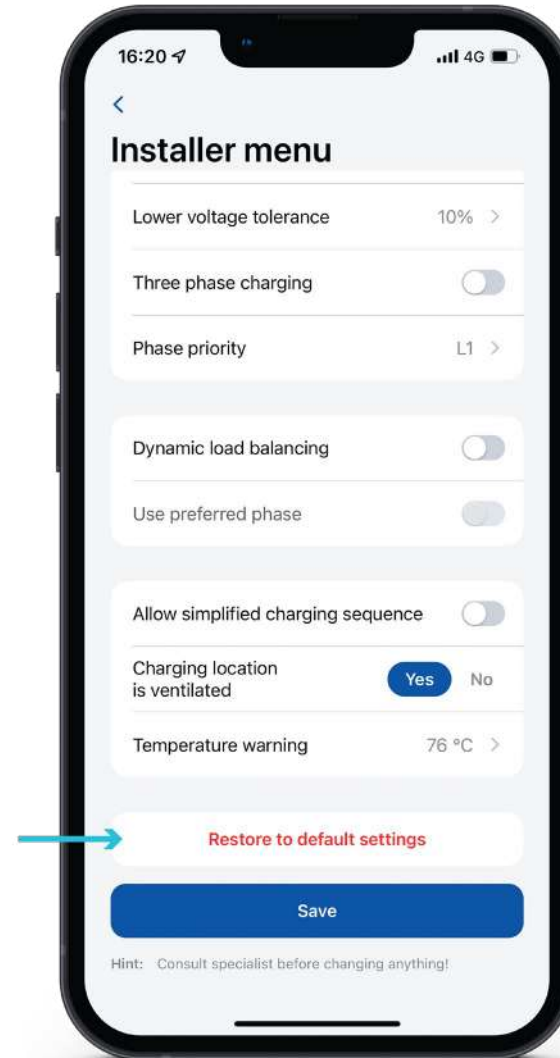 16:20
4G
Installer menu
Lower voltage tolerance 10% >
Three phase charging
Phase priority L1 >
Dynamic load balancing
Use preferred phase
Allow simplified charging sequence
Charging location
is ventilated
Yes No
Temperature warning 76 °C >
Restore to default settings
Save
Hint: Consult specialist before changing anything!